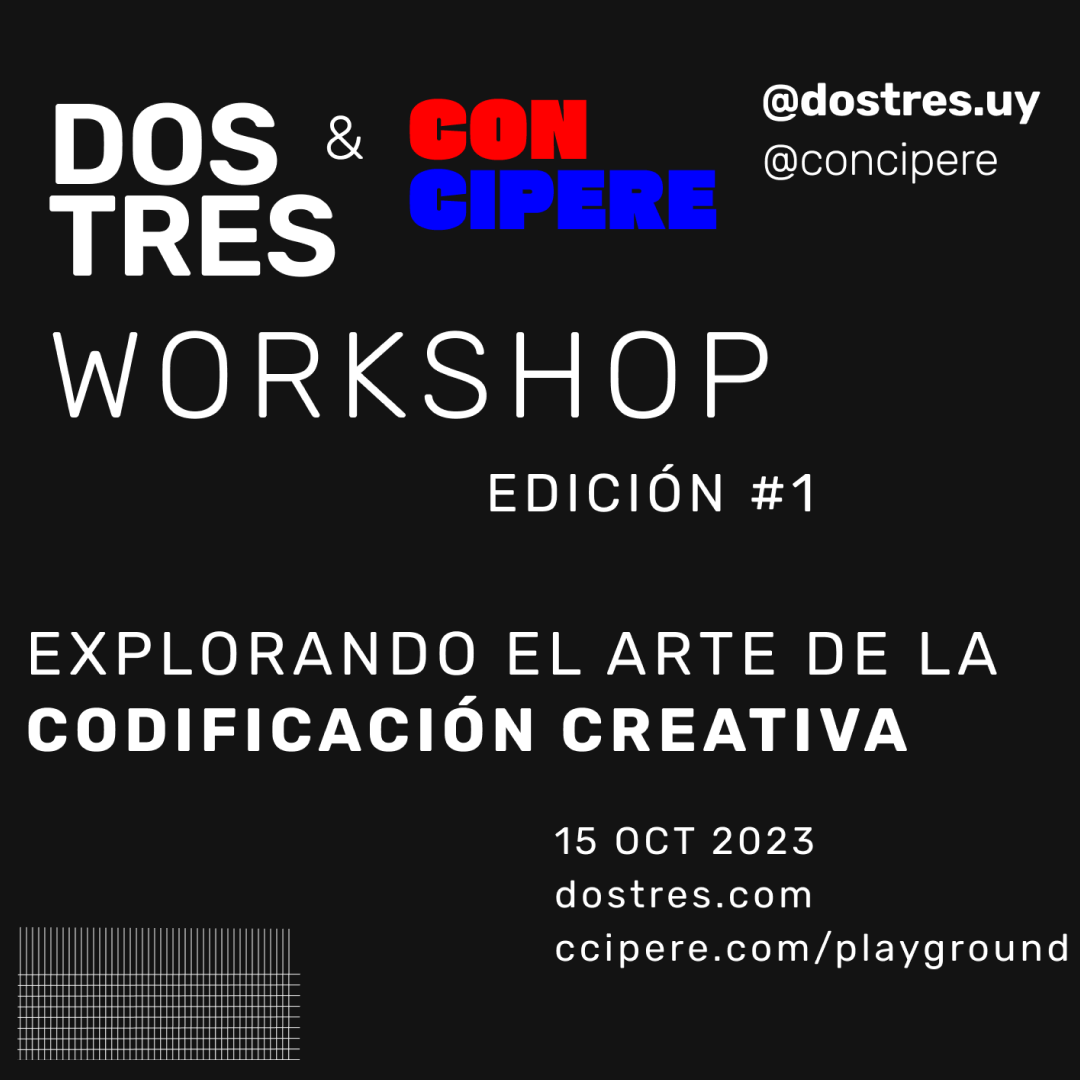 DOS
TRES
&
CON
CIPERE
@dostres.uy
@concipere
WORKSHOP
EDICIÓN #1
EXPLORANDO EL ARTE DE LA
CODIFICACIÓN CREATIVA
15 OCT 2023
dostres.com
ccipere.com/playground